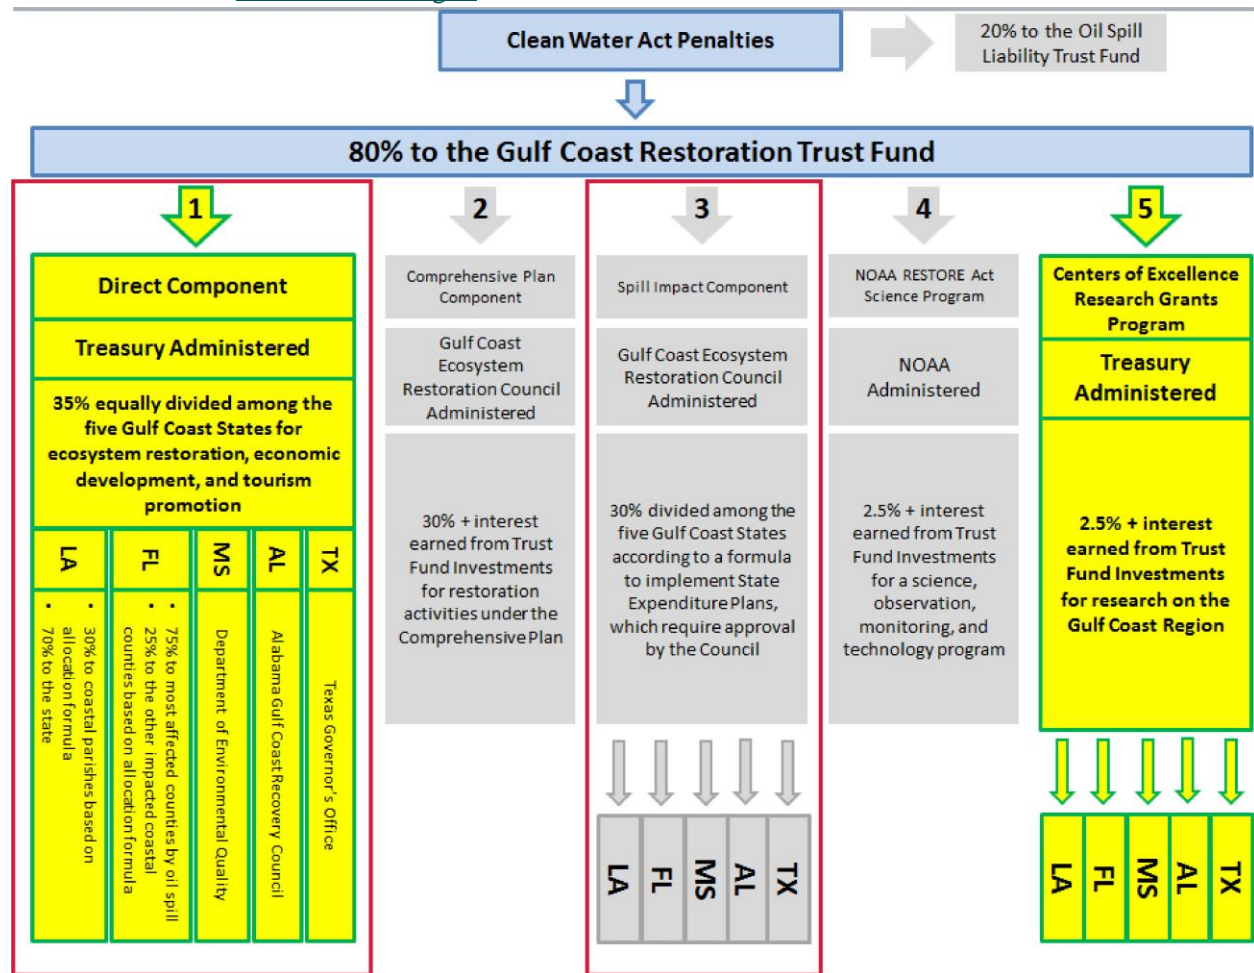 Clean Water Act Penalties
20% to the Oil Spill
Liability Trust Fund
80% to the Gulf Coast Restoration Trust Fund
1
Direct Component
Treasury Administered
35% equally divided among the
five Gulf Coast States for
ecosystem restoration, economic
development, and tourism
promotion
LA
• 30% to coastal parishes based on
allocation formula
• 70% to the state
FL
• 75% to most affected counties by oil spill
• 25% to the other impacted coastal
counties based on allocation formula
MS
Department of Environmental Quality
AL
Alabama Gulf Coast Recovery Council
TX
Texas Governor's Office
2
Comprehensive Plan
Component
Gulf Coast
Ecosystem
Restoration Council
Administered
30% + interest
earned from Trust
Fund Investments
for restoration
activities under the
Comprehensive Plan
3
Spill Impact Component
Gulf Coast Ecosystem
Restoration Council
Administered
30% divided among the
five Gulf Coast States
according to a formula
to implement State
Expenditure Plans,
which require approval
by the Council
LA
FL
MS
AL
TX
4
NOAA RESTORE Act
Science Program
NOAA
Administered
2.5% + interest
earned from Trust
Fund Investments
for a science,
observation,
monitoring, and
technology program
5
Centers of Excellence
Research Grants
Program
Treasury
Administered
2.5% + interest
earned from Trust
Fund Investments
for research on the
Gulf Coast Region
LA
FL
MS
AL
TX